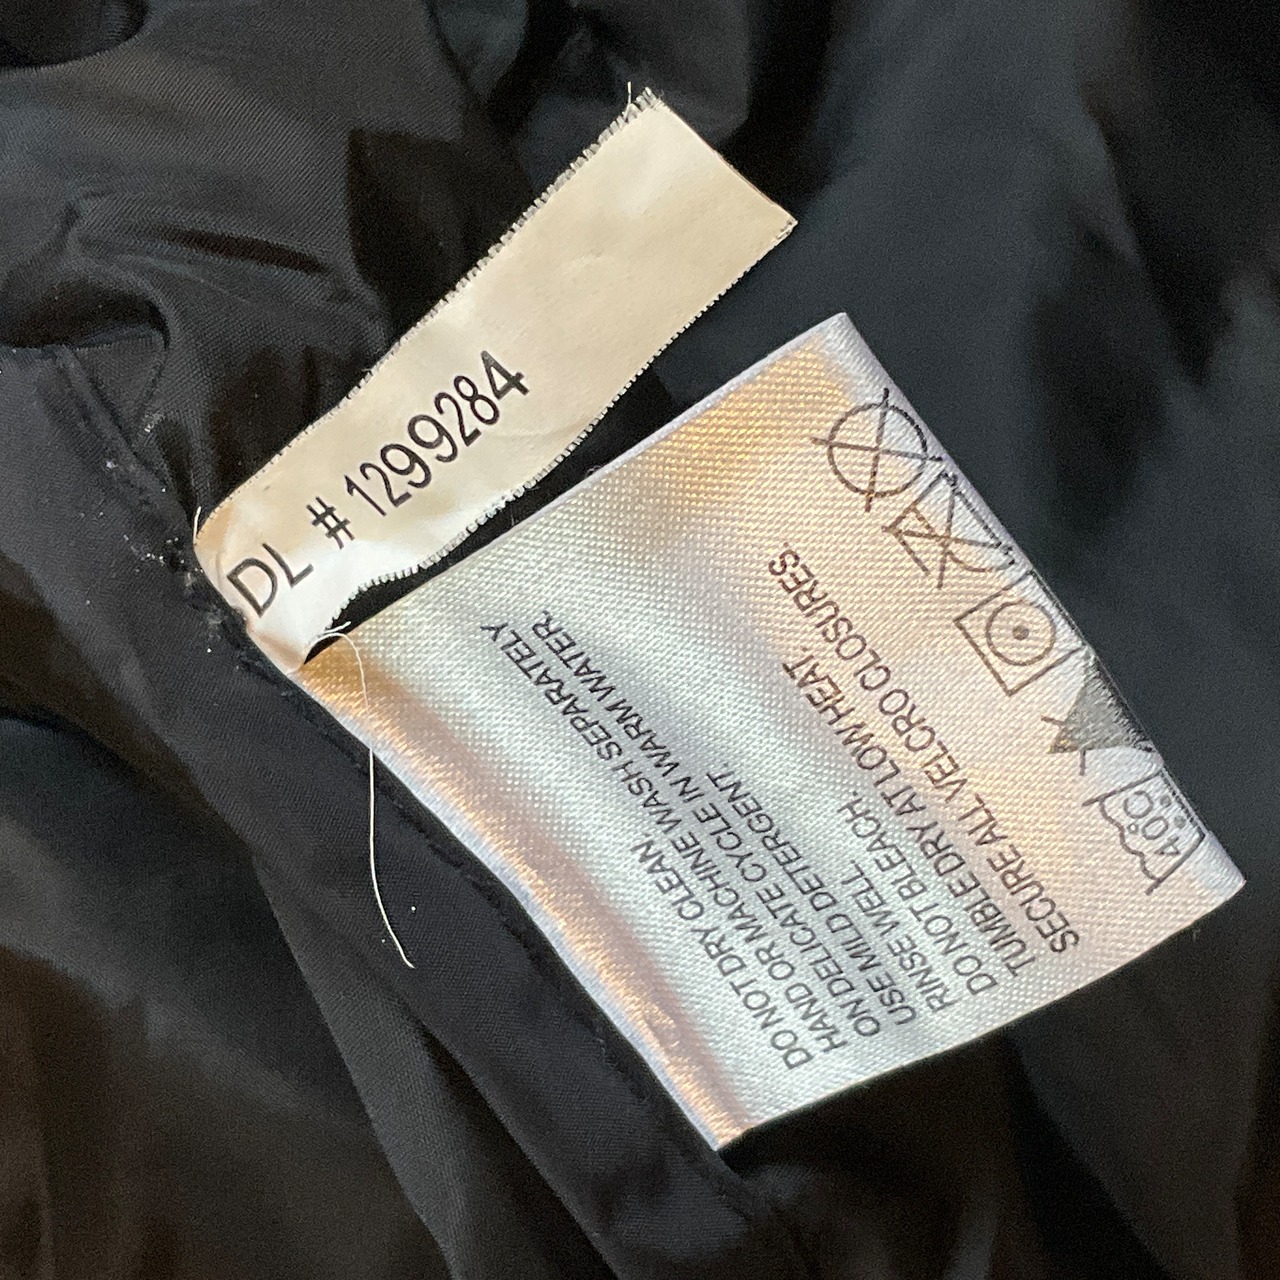 DL # 1299284
DO NOT DRY CLEAN.
HAND OR MACHINE WASH SEPARATELY
ON DELICATE CYCLE IN WARM WATER.
USE MILD DETERGENT.
RINSE WELL.
DO NOT BLEACH.
TUMBLE DRY AT LOW HEAT.
SECURE ALL VELCRO CLOSURES.
40C